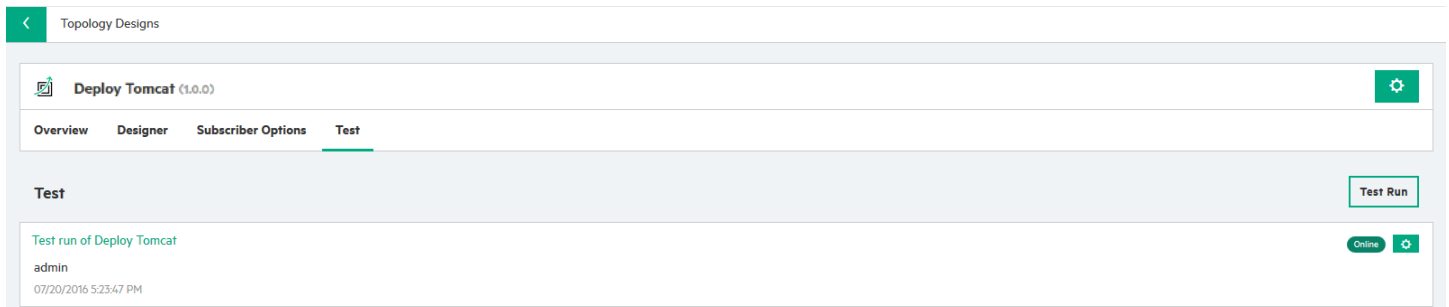 Topology Designs
Deploy Tomcat (1.0.0)
Overview Designer Subscriber Options Test
Test
Test Run
Test run of Deploy Tomcat
Online
admin
07/20/2016 5:23:47 PM